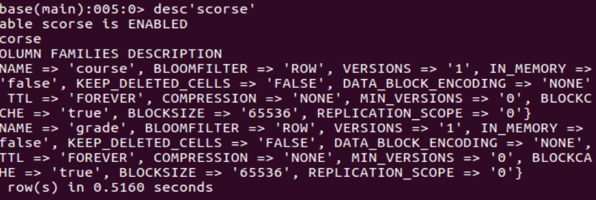 base(main):005:0> desc'scorse'
able scorse is ENABLED
corse
OLUMN FAMILIES DESCRIPTION
NAME => 'course', BLOOMFILTER => 'ROW', VERSIONS => '1', IN_MEMORY =>
'false', KEEP_DELETED_CELLS => 'FALSE', DATA_BLOCK_ENCODING => 'NONE'
TTL => 'FOREVER', COMPRESSION => 'NONE', MIN_VERSIONS => '0', BLOCKC
CHE => 'true', BLOCKSIZE => '65536', REPLICATION_SCOPE => '0'}
NAME => 'grade', BLOOMFILTER => 'ROW', VERSIONS => '1', IN_MEMORY =>
false', KEEP_DELETED_CELLS => 'FALSE', DATA_BLOCK_ENCODING => 'NONE',
TTL => 'FOREVER', COMPRESSION => 'NONE', MIN_VERSIONS => '0', BLOCKCA
HE => 'true', BLOCKSIZE => '65536', REPLICATION_SCOPE => '0'}
row(s) in 0.5160 seconds